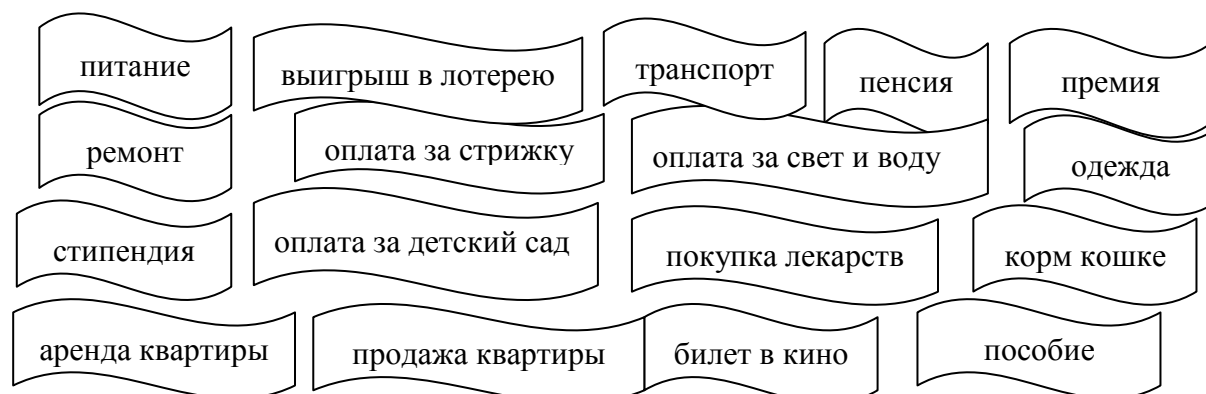 питание
выигрыш в лотерею
транспорт
пенсия
премия
ремонт
оплата за стрижку
оплата за свет и воду
одежда
стипендия
оплата за детский сад
покупка лекарств
корм кошке
аренда квартиры
продажа квартиры
билет в кино
пособие